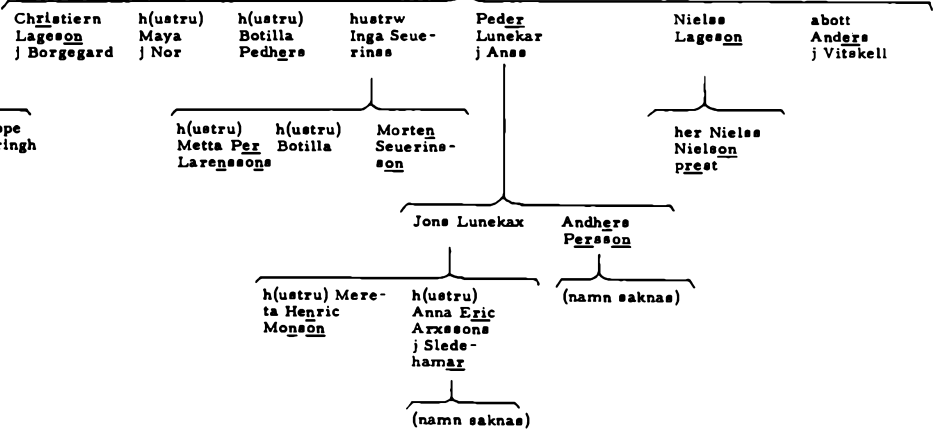 Christiern
Lageson
j Borgegard
h(ustru)
Maya
j Nor
h(ustru)
Botilla
Pedhers
hustrw
Inga Seue-
rinss
Peder
Lunekar
j Anss
Nielss
Lageson
abott
Anders
j Vitskell
h(ustru)
Metta Per
Larenssons
h(ustru)
Botilla
Morten
Seuerins-
son
her Nielss
Nielson
prest
Jons Lunekax
Andhers
Persson
h(ustru) Mere-
ta Henric
Monson
h(ustru)
Anna Eric
Arxssons
j Slede-
hamar
(namn saknas)
(namn saknas)